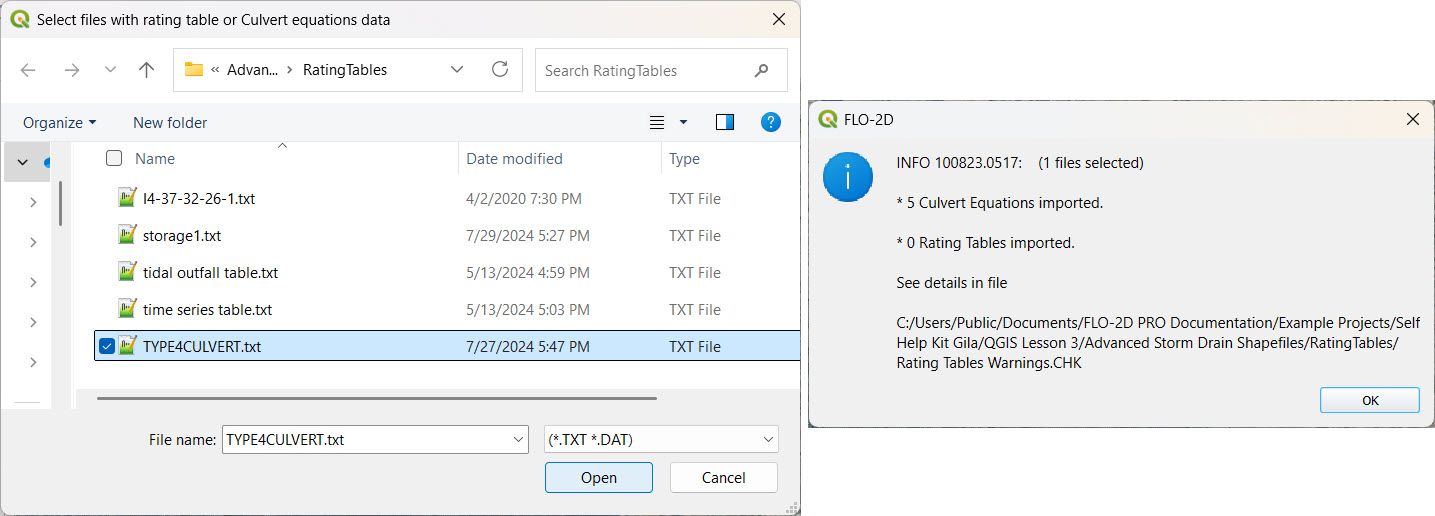 Select files with rating table or Culvert equations data
« Advan... > RatingTables
Search RatingTables
Organize
New folder
?
Name Date modified Type
I4-37-32-26-1.txt 4/2/2020 7:30 PM TXT File
storage1.txt 7/29/2024 5:27 PM TXT File
tidal outfall table.txt 5/13/2024 4:59 PM TXT File
time series table.txt 5/13/2024 5:03 PM TXT File
TYPE4CULVERT.txt 7/27/2024 5:47 PM TXT File
File name: TYPE4CULVERT.txt (*.TXT *.DAT)
Open Cancel
FLO-2D
i
INFO 100823.0517: (1 files selected)
* 5 Culvert Equations imported.
* 0 Rating Tables imported.
See details in file
C:/Users/Public/Documents/FLO-2D PRO Documentation/Example Projects/Self
Help Kit Gila/QGIS Lesson 3/Advanced Storm Drain Shapefiles/RatingTables/
Rating Tables Warnings.CHK
OK